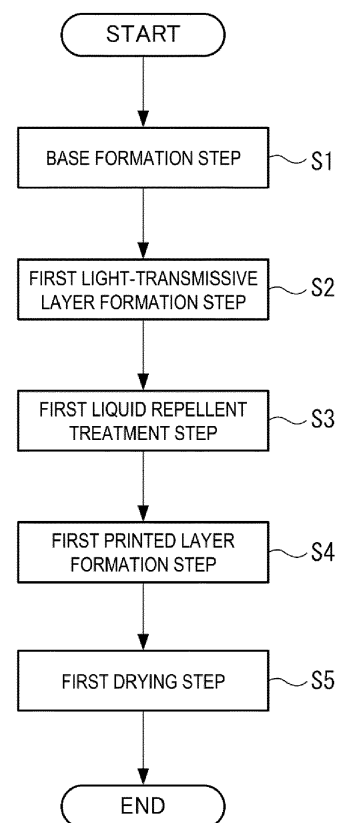 START
BASE FORMATION STEP
S1
FIRST LIGHT-TRANSMISSIVE
LAYER FORMATION STEP
S2
FIRST LIQUID REPELLENT
TREATMENT STEP
S3
FIRST PRINTED LAYER
FORMATION STEP
S4
FIRST DRYING STEP
S5
END